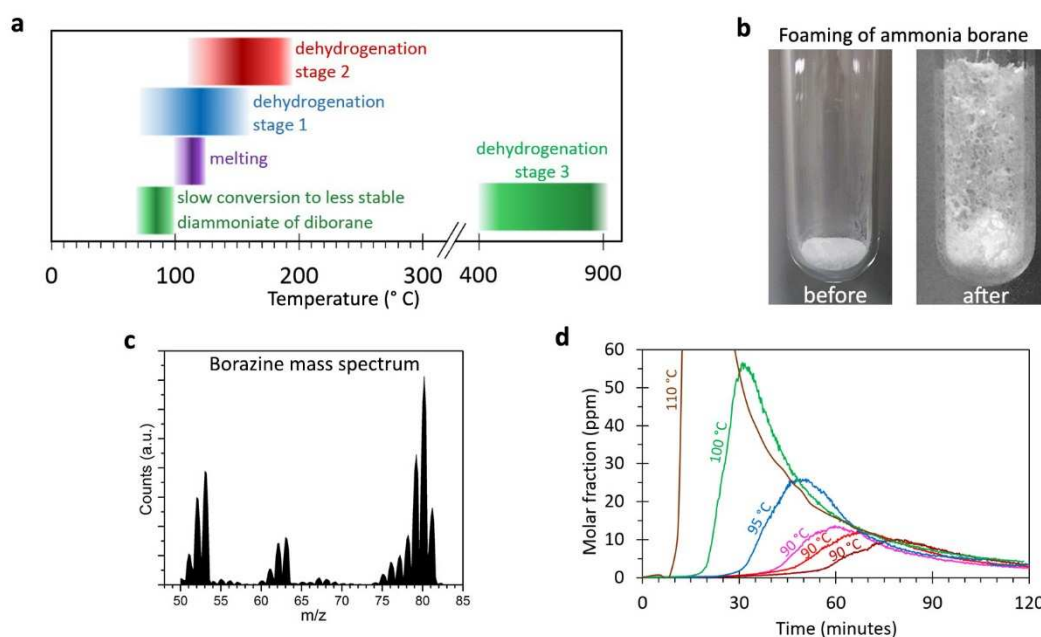 a
dehydrogenation
stage 2
dehydrogenation
stage 1
melting
slow conversion to less stable
diammoniate of diborane
dehydrogenation
stage 3
0
100
200
300
400
900
Temperature (° C)
b
Foaming of ammonia borane
before
after
c
Borazine mass spectrum
Counts (a.u.)
50
55
60
65
70
75
80
85
m/z
d
60
50
40
30
20
10
0
Molar fraction (ppm)
110 °C
100 °C
95 °C
90 °C
90 °C
90 °C
0
30
60
90
120
Time (minutes)